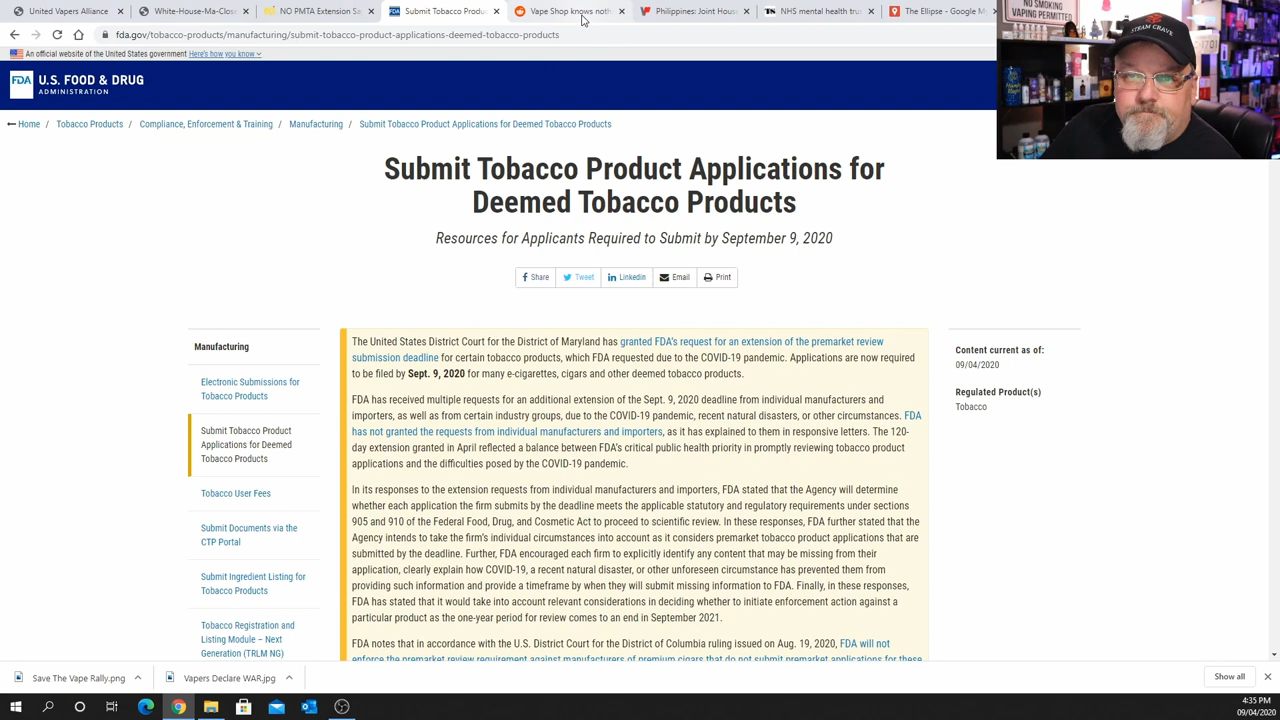 United Vapers Alliance
White-House-Ma-Clos
NO PMTA Extension Sa
Submit Tobacco Produ
Vape Shop knows noth
Philippines: Joint Hous
NHS mental health trus
The Ellipse - Google M
fda.gov/tobacco-products/manufacturing/submit-tobacco-product-applications-deemed-tobacco-products
An official website of the United States government Here's how you know
FDA U.S. FOOD & DRUG
ADMINISTRATION
Home / Tobacco Products / Compliance, Enforcement & Training / Manufacturing / Submit Tobacco Product Applications for Deemed Tobacco Products
NO SMOKING
VAPING PERMITTED
STEAM CRAVE
Submit Tobacco Product Applications for
Deemed Tobacco Products
Resources for Applicants Required to Submit by September 9, 2020
Share
Tweet
Linkedin
Email
Print
Manufacturing
Electronic Submissions for
Tobacco Products
Submit Tobacco Product
Applications for Deemed
Tobacco Products
Tobacco User Fees
Submit Documents via the
CTP Portal
Submit Ingredient Listing for
Tobacco Products
Tobacco Registration and
Listing Module – Next
Generation (TRLM NG)
The United States District Court for the District of Maryland has granted FDA's request for an extension of the premarket review
submission deadline for certain tobacco products, which FDA requested due to the COVID-19 pandemic. Applications are now required
to be filed by Sept. 9, 2020 for many e-cigarettes, cigars and other deemed tobacco products.
FDA has received multiple requests for an additional extension of the Sept. 9, 2020 deadline from individual manufacturers and
importers, as well as from certain industry groups, due to the COVID-19 pandemic, recent natural disasters, or other circumstances. FDA
has not granted the requests from individual manufacturers and importers, as it has explained to them in responsive letters. The 120-
day extension granted in April reflected a balance between FDA's critical public health priority in promptly reviewing tobacco product
applications and the difficulties posed by the COVID-19 pandemic.
In its responses to the extension requests from individual manufacturers and importers, FDA stated that the Agency will determine
whether each application the firm submits by the deadline meets the applicable statutory and regulatory requirements under sections
905 and 910 of the Federal Food, Drug, and Cosmetic Act to proceed to scientific review. In these responses, FDA further stated that the
Agency intends to take the firm's individual circumstances into account as it considers premarket tobacco product applications that are
submitted by the deadline. Further, FDA encouraged each firm to explicitly identify any content that may be missing from their
application, clearly explain how COVID-19, a recent natural disaster, or other unforeseen circumstance has prevented them from
providing such information and provide a timeframe by when they will submit missing information to FDA. Finally, in these responses,
FDA has stated that it would take into account relevant considerations in deciding whether to initiate enforcement action against a
particular product as the one-year period for review comes to an end in September 2021.
FDA notes that in accordance with the U.S. District Court for the District of Columbia ruling issued on Aug. 19, 2020, FDA will not
enforce the premarket review requirement against manufacturers of premium cigars that do not submit premarket applications for these
Content current as of:
09/04/2020
Regulated Product(s)
Tobacco
Save The Vape Rally.png
Vapers Declare WAR.jpg
Show all
4:35 PM
09/04/2020